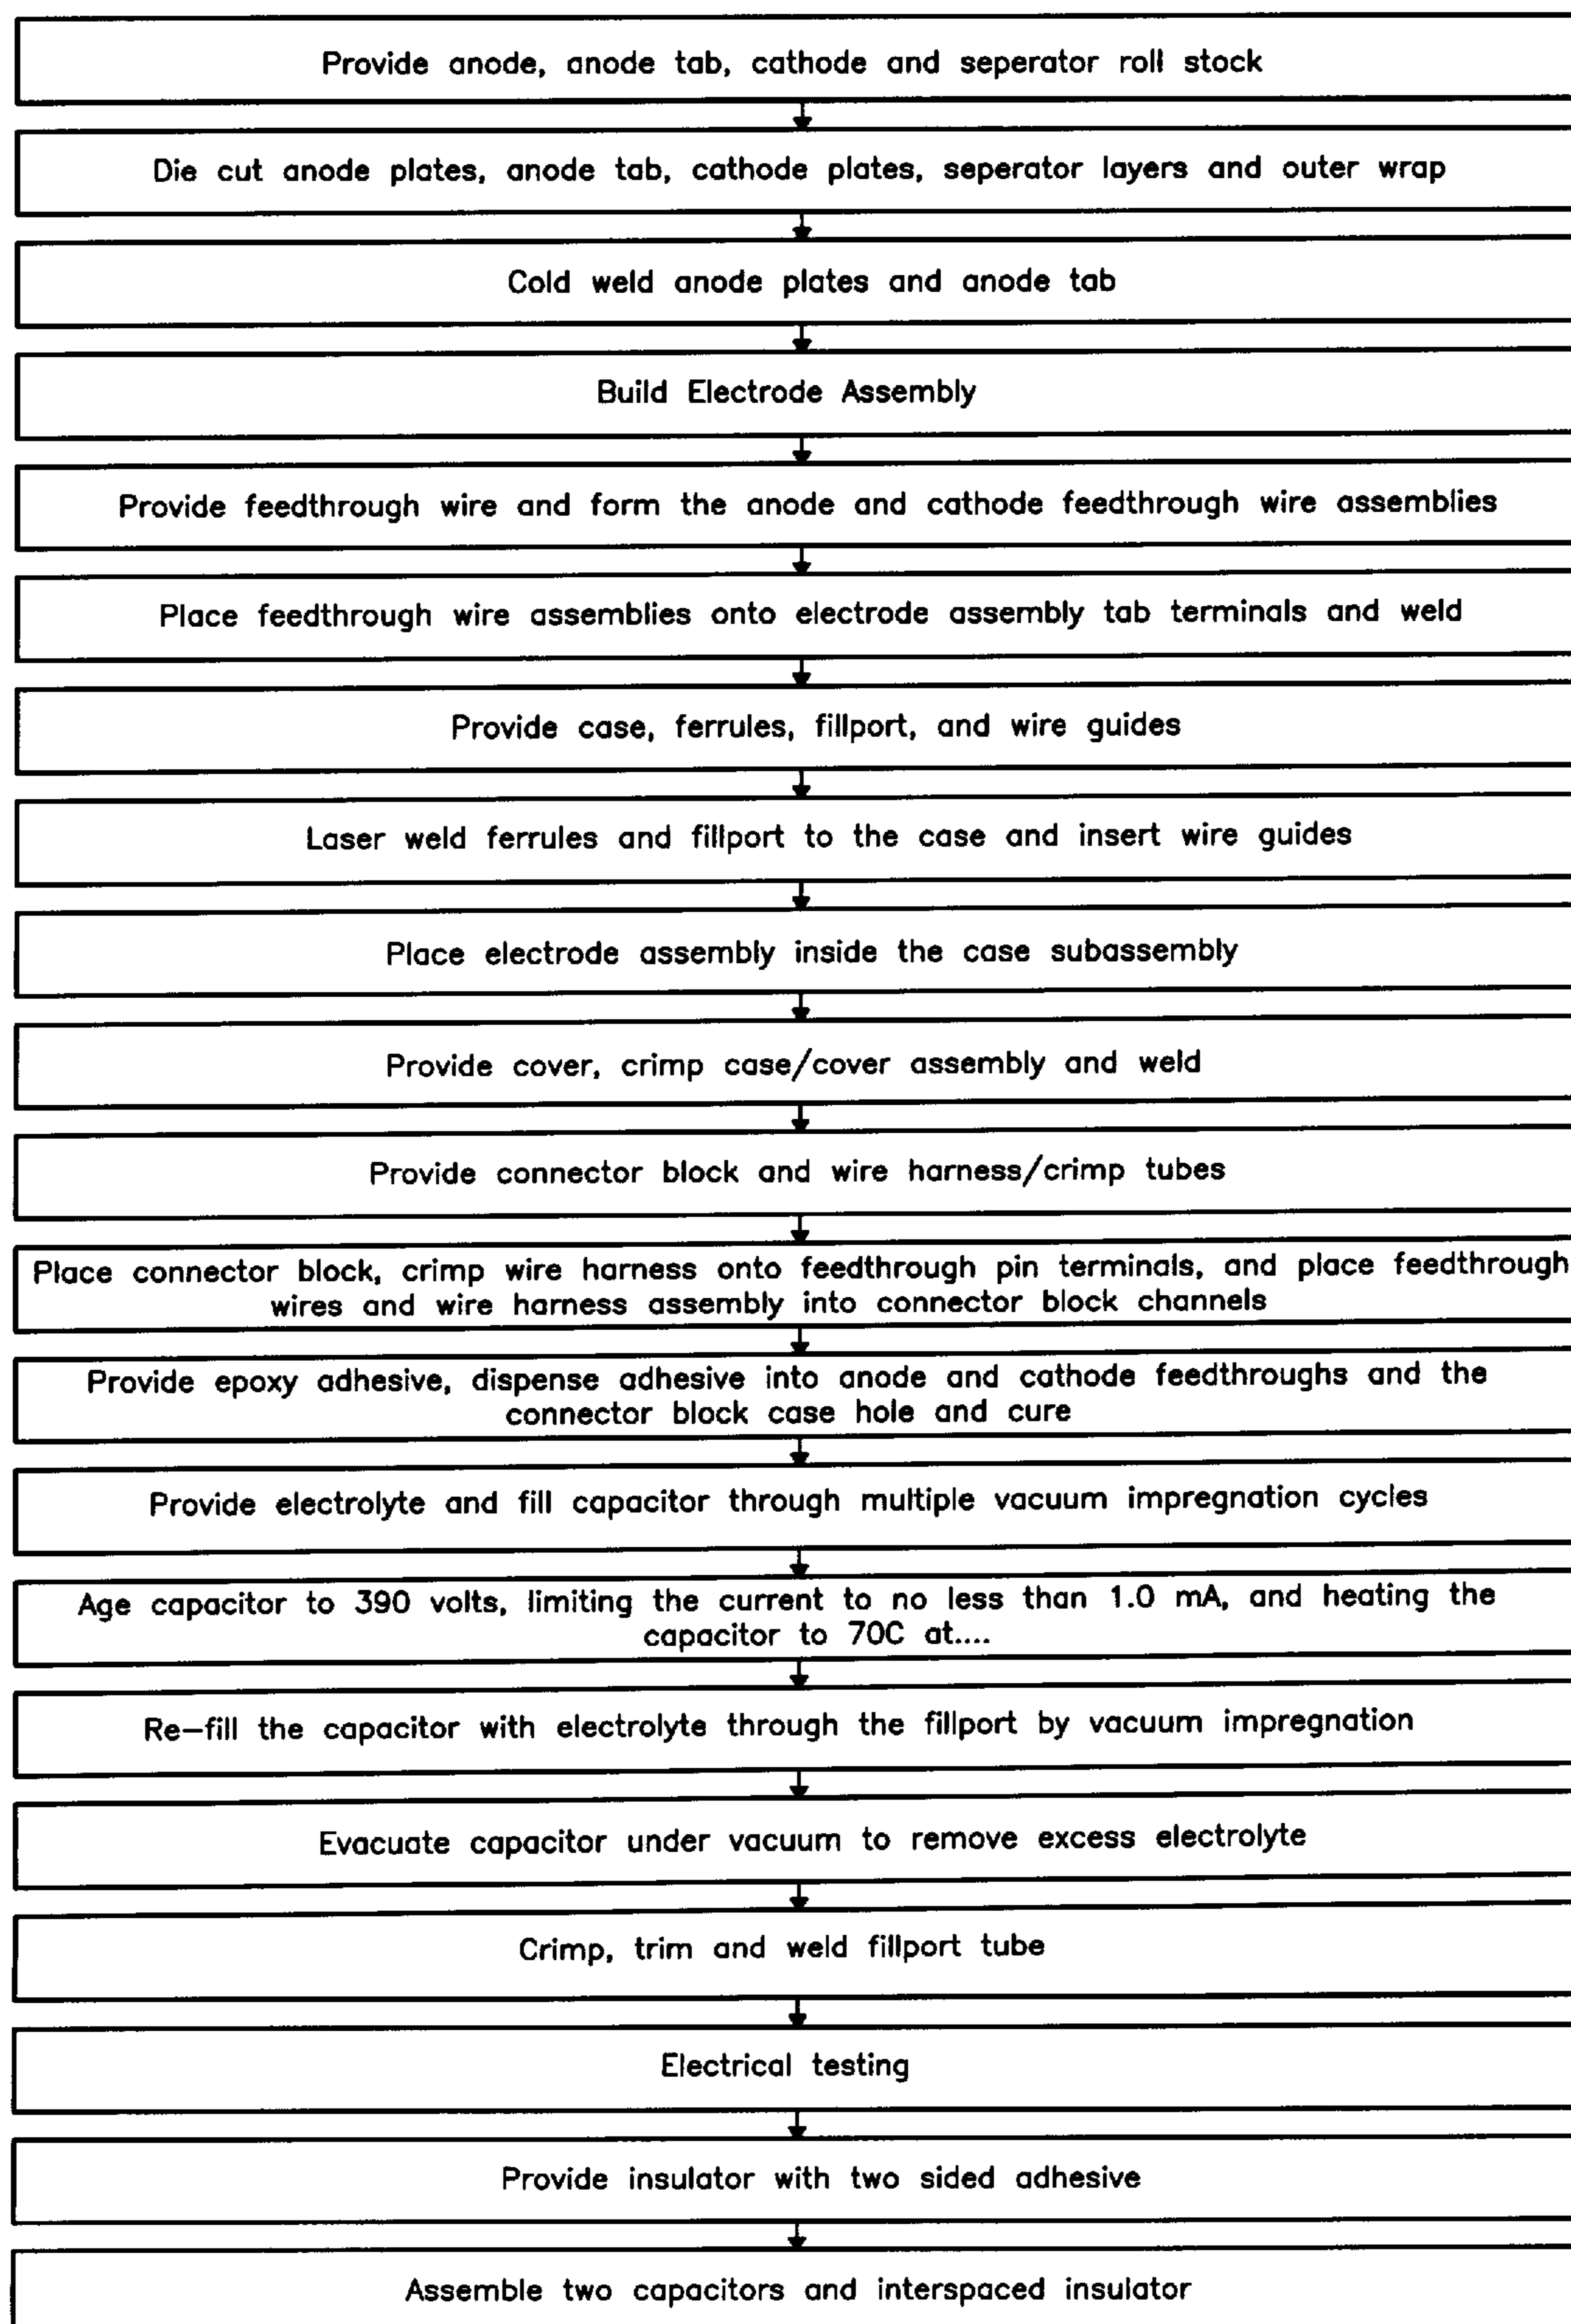 Provide anode, anode tab, cathode and seperator roll stock
Die cut anode plates, anode tab, cathode plates, seperator layers and outer wrap
Cold weld anode plates and anode tab
Build Electrode Assembly
Provide feedthrough wire and form the anode and cathode feedthrough wire assemblies
Place feedthrough wire assemblies onto electrode assembly tab terminals and weld
Provide case, ferrules, fillport, and wire guides
Laser weld ferrules and fillport to the case and insert wire guides
Place electrode assembly inside the case subassembly
Provide cover, crimp case/cover assembly and weld
Provide connector block and wire harness/crimp tubes
Place connector block, crimp wire harness onto feedthrough pin terminals, and place feedthrough
wires and wire harness assembly into connector block channels
Provide epoxy adhesive, dispense adhesive into anode and cathode feedthroughs and the
connector block case hole and cure
Provide electrolyte and fill capacitor through multiple vacuum impregnation cycles
Age capacitor to 390 volts, limiting the current to no less than 1.0 mA, and heating the
capacitor to 70C at....
Re-fill the capacitor with electrolyte through the fillport by vacuum impregnation
Evacuate capacitor under vacuum to remove excess electrolyte
Crimp, trim and weld fillport tube
Electrical testing
Provide insulator with two sided adhesive
Assemble two capacitors and interspaced insulator